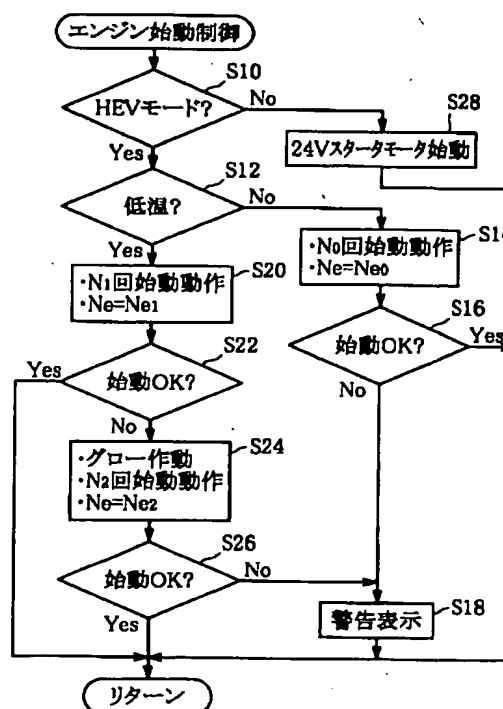 エンジン始動制御
S10
HEVモード?
No
Yes
S28
24Vスタータモータ始動
S12
低温?
No
Yes
S14
・N0回始動動作
・Ne=Ne0
S20
・N1回始動動作
・Ne=Ne1
S16
始動OK?
Yes
No
S22
Yes
始動OK?
No
S24
・グロー作動
・N2回始動動作
・Ne=Ne2
S26
始動OK?
No
Yes
S18
警告表示
リターン